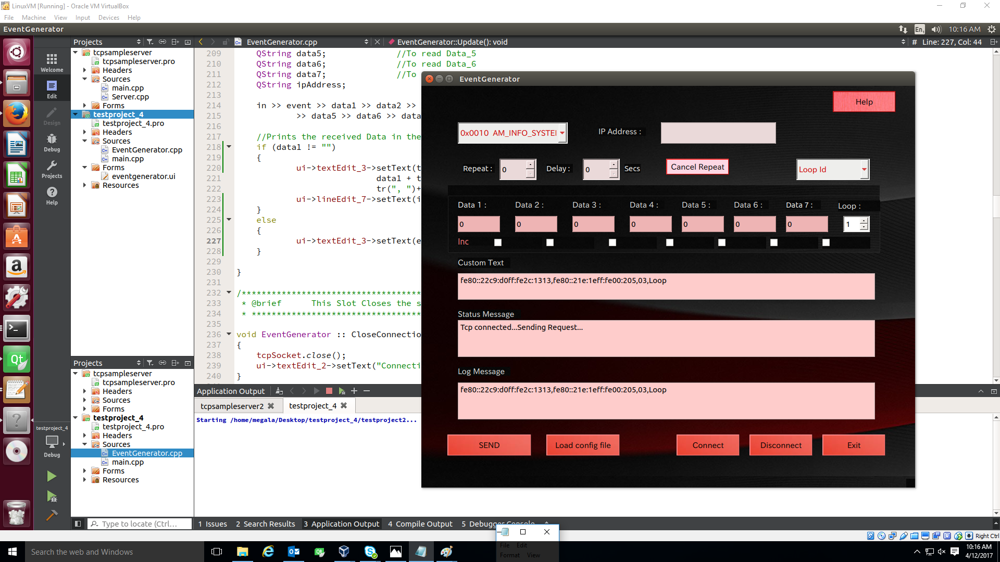 LinuxVM [Running] - Oracle VM VirtualBox
File Machine View Input Devices Help
EventGenerator
En
10:16 AM
Projects
EventGenerator.cpp
EventGenerator::Update(): void
# Line: 227, Col: 44
Welcome
Edit
Design
Debug
Projects
Help
testproject_4
Debug
tcpsampleserver
tcpsampleserver.pro
Headers
Sources
main.cpp
Server.cpp
Forms
testproject_4
testproject_4.pro
Headers
Sources
EventGenerator.cpp
main.cpp
Forms
eventgenerator.ui
Resources
Projects
tcpsampleserver
tcpsampleserver.pro
Headers
Sources
Forms
testproject_4
testproject_4.pro
Headers
Sources
EventGenerator.cpp
main.cpp
Forms
Resources
209 QString data5; //To read Data_5
210 QString data6; //To read Data_6
211 QString data7; //To
212 QString ipAddress;
213
214 in >> event >> data1 >> data2 >>
215 >> data5 >> data6 >> data
216
217 //Prints the received Data in the
218 if (data1 != "")
219 {
220 ui->textEdit_3->setText(t
221 data1 + t
222 tr(", ")+
223 ui->lineEdit_7->setText(i
224 }
225 else
226 {
227 ui->textEdit_3->setText(e
228 }
229
230 }
231
232 /*************************************
233 * @brief This Slot Closes the s
234 * ***********************************
235
236 void EventGenerator :: CloseConnectio
237 {
238 tcpSocket.close();
239 ui->textEdit_2->setText("Connecti
240 }
Application Output
tcpsampleserver2
testproject_4
Starting /home/megala/Desktop/testproject_4/testproject2...
EventGenerator
Help
0x0010 AM_INFO_SYSTE
IP Address :
Repeat : 0 Delay : 0 Secs
Cancel Repeat
Loop Id
Data 1 : Data 2 : Data 3 : Data 4 : Data 5 : Data 6 : Data 7 : Loop :
0 0 0 0 0 0 0 1
Inc
Custom Text
fe80::22c9:d0ff:fe2c:1313,fe80::21e:1eff:fe00:205,03,Loop
Status Message
Tcp connected...Sending Request...
Log Message
fe80::22c9:d0ff:fe2c:1313,fe80::21e:1eff:fe00:205,03,Loop
SEND
Load config file
Connect
Disconnect
Exit
Type to locate (Ctrl...
1 Issues 2 Search Results 3 Application Output 4 Compile Output 5 Debugger Console
File Edit
Format View
Right Ctrl
Search the web and Windows
10:16 AM
4/12/2017